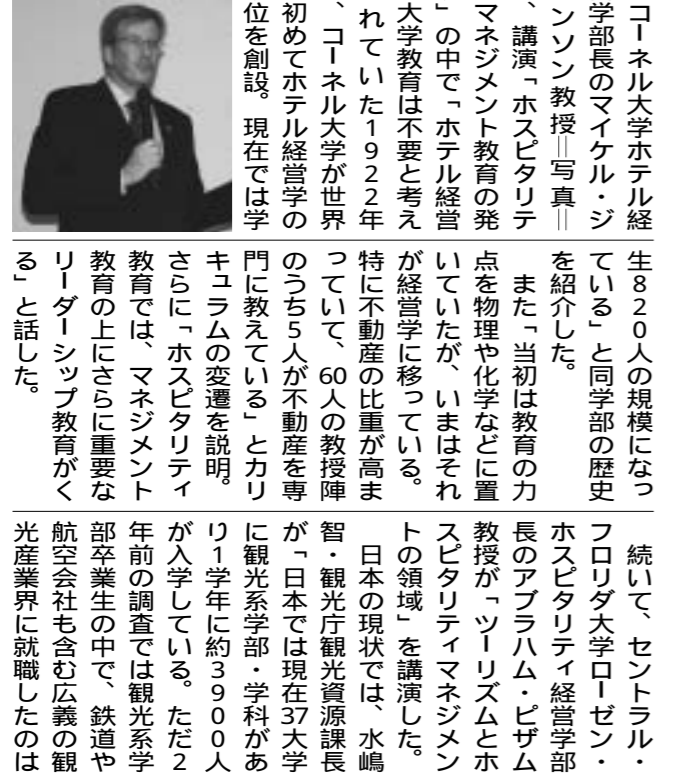 コーネル大学ホテル経
学部長のマイケル・ジ
ンソン教授＝写真＝
、講演「ホスピタリテ
マネジメント教育の発
」の中で「ホテル経営
大学教育は不要と考え
れていた1922年
、コーネル大学が世界
初めてホテル経営学の
位を創設。現在では学
生820人の規模になっ
ている」と同学部の歴史
を紹介した。
また「当初は教育の力
点を物理や化学などに置
いていたが、いまはそれ
が経営学に移っている。
特に不動産の比重が高ま
っていて、60人の教授陣
のうち5人が不動産を専
門に教えている」とカリ
キュラムの変遷を説明。
さらに「ホスピタリティ
教育では、マネジメント
教育の上にさらに重要な
リーダーシップ教育がく
る」と話した。
続いて、セントラル・
フロリダ大学ローゼン・
ホスピタリティ経営学部
長のアブラハム・ピザム
教授が「ツーリズムとホ
スピタリティマネジメン
トの領域」を講演した。
日本の現状では、水嶋
智・観光庁観光資源課長
が「日本では現在37大学
に観光系学部・学科があ
り1学年に約3900人
が入学している。ただ2
年前の調査では観光系学
部卒業生の中で、鉄道や
航空会社も含む広義の観
光産業界に就職したのは